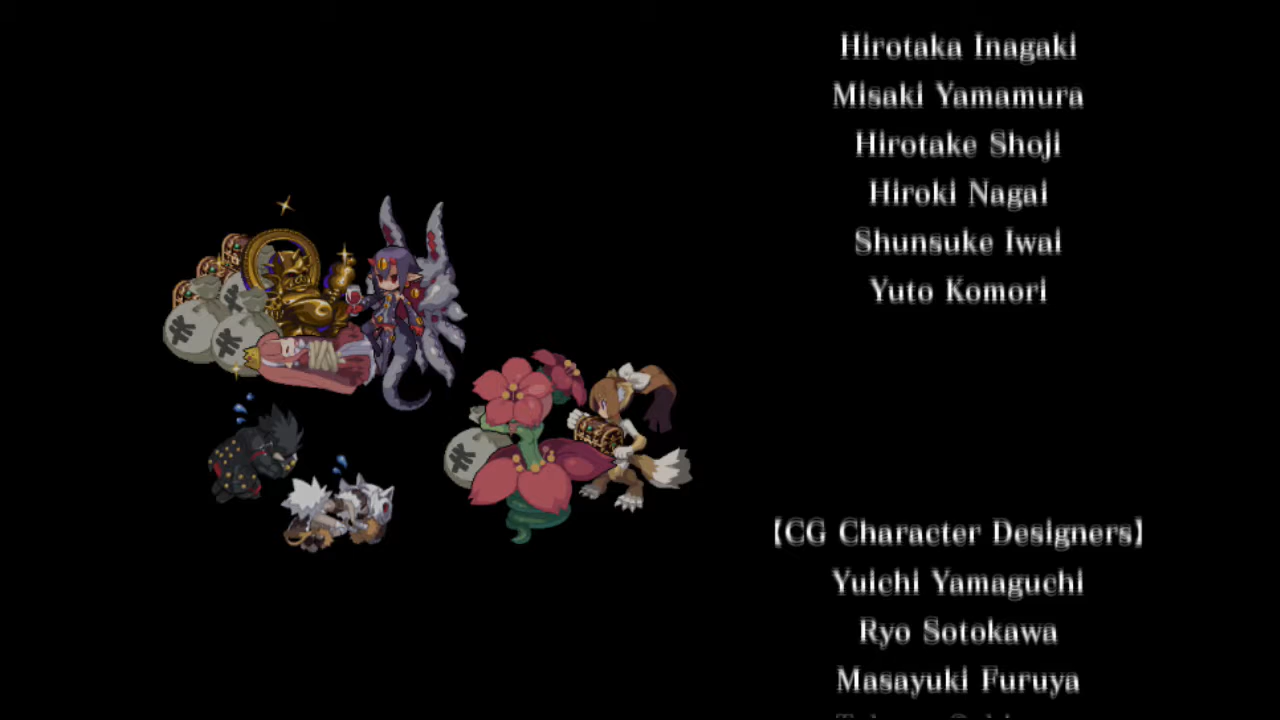 Hirotaka Inagaki
Misaki Yamamura
Hirotake Shoji
Hiroki Nagai
Shunsuke Iwai
Yuto Komori
【CG Character Designers】
Yuichi Yamaguchi
Ryo Sotokawa
Masayuki Furuya